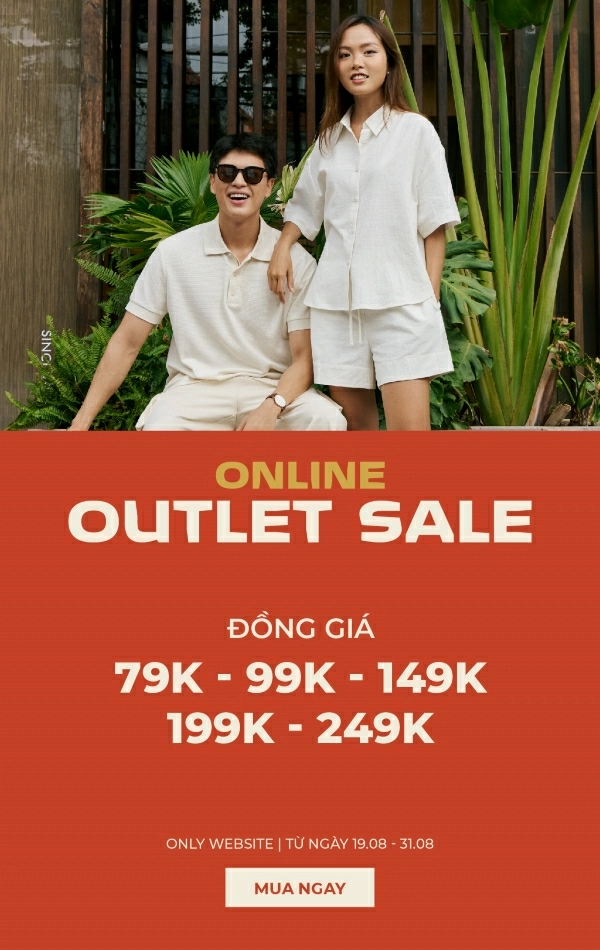 SINC
ONLINE
OUTLET SALE
ĐỒNG GIÁ
79K - 99K - 149K
199K - 249K
ONLY WEBSITE | TỪ NGÀY 19.08 - 31.08
MUA NGAY